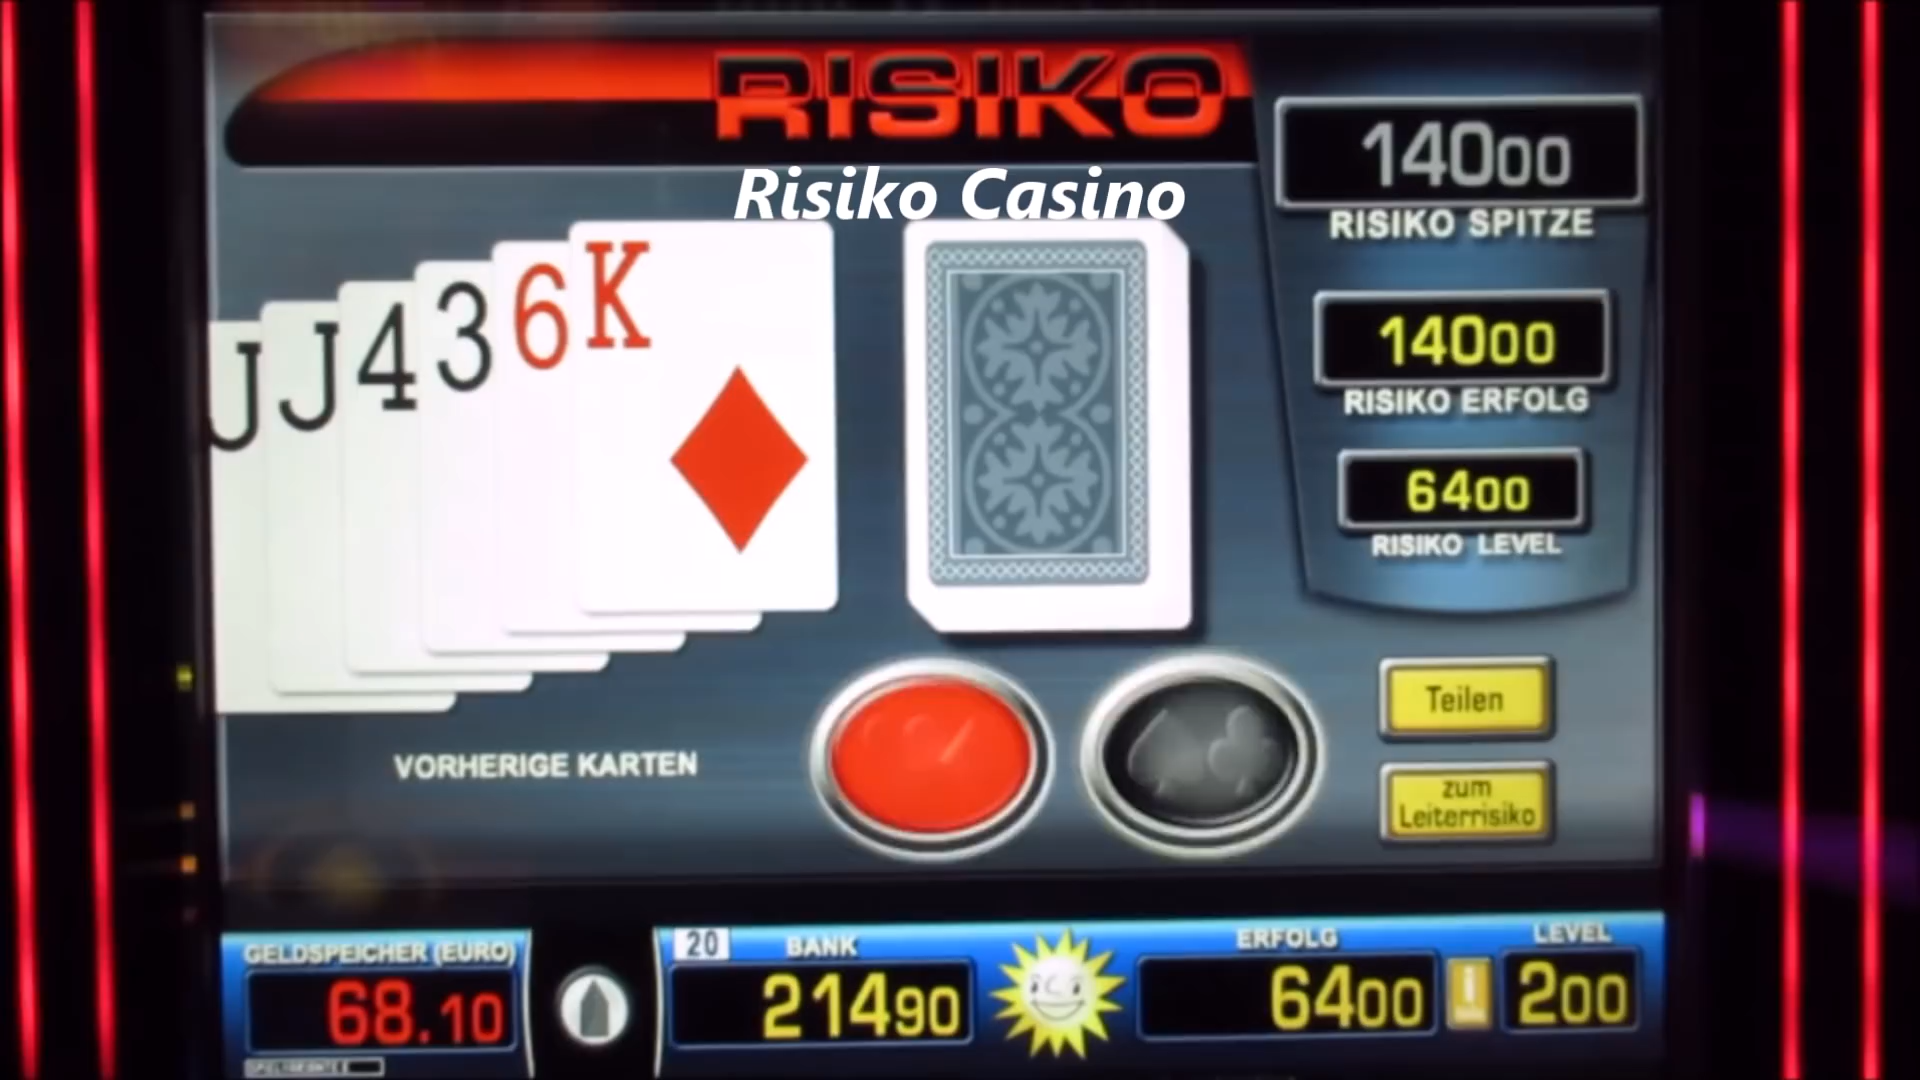 RISIKO
Risiko Casino
14000
RISIKO SPITZE
14000
RISIKO ERFOLG
6400
RISIKO LEVEL
J J 4 3 6 K
Teilen
zum
Leiterrisiko
VORHERIGE KARTEN
GELDSPEICHER (EURO)
68.10
20 BANK
21490
ERFOLG
6400
LEVEL
200